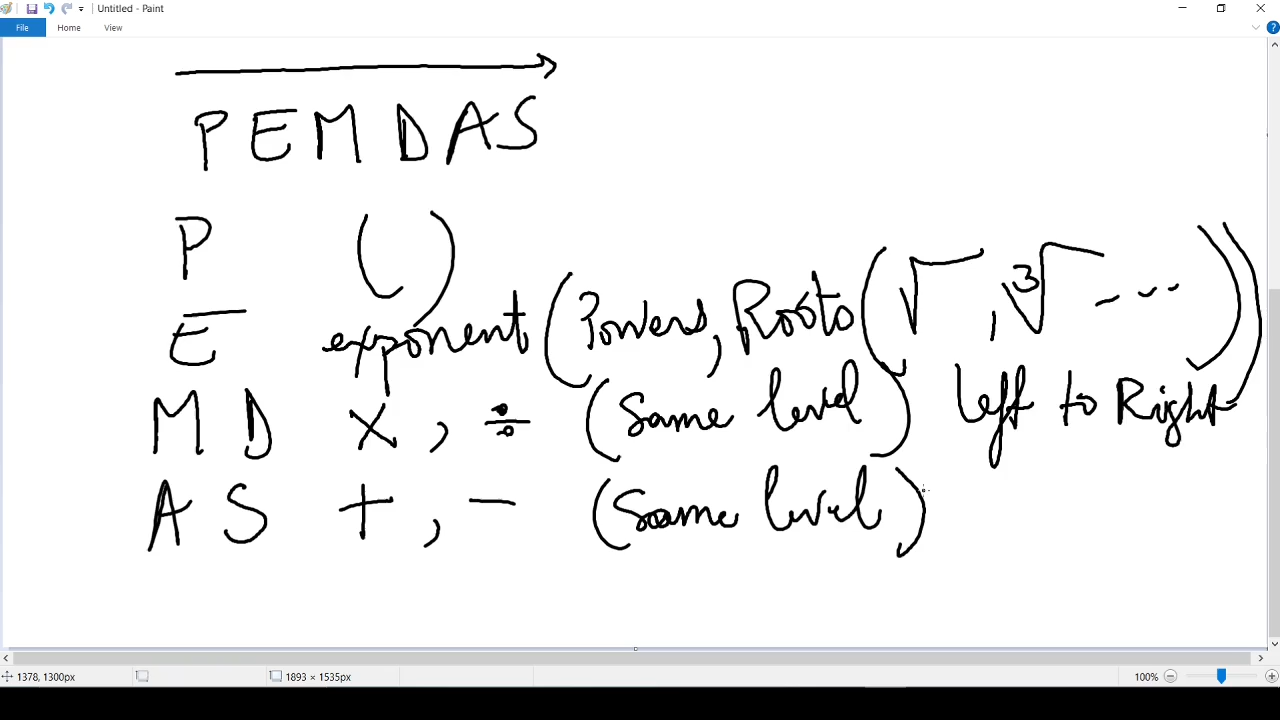 Untitled - Paint
File Home View
PEMDAS
P ( )
E exponent (Powers, Roots (√ , ∛ - - - ))
M D × , ÷ (Same level) left to Right
A S + , - (Same level)
1378, 1300px 1893 × 1535px 100%